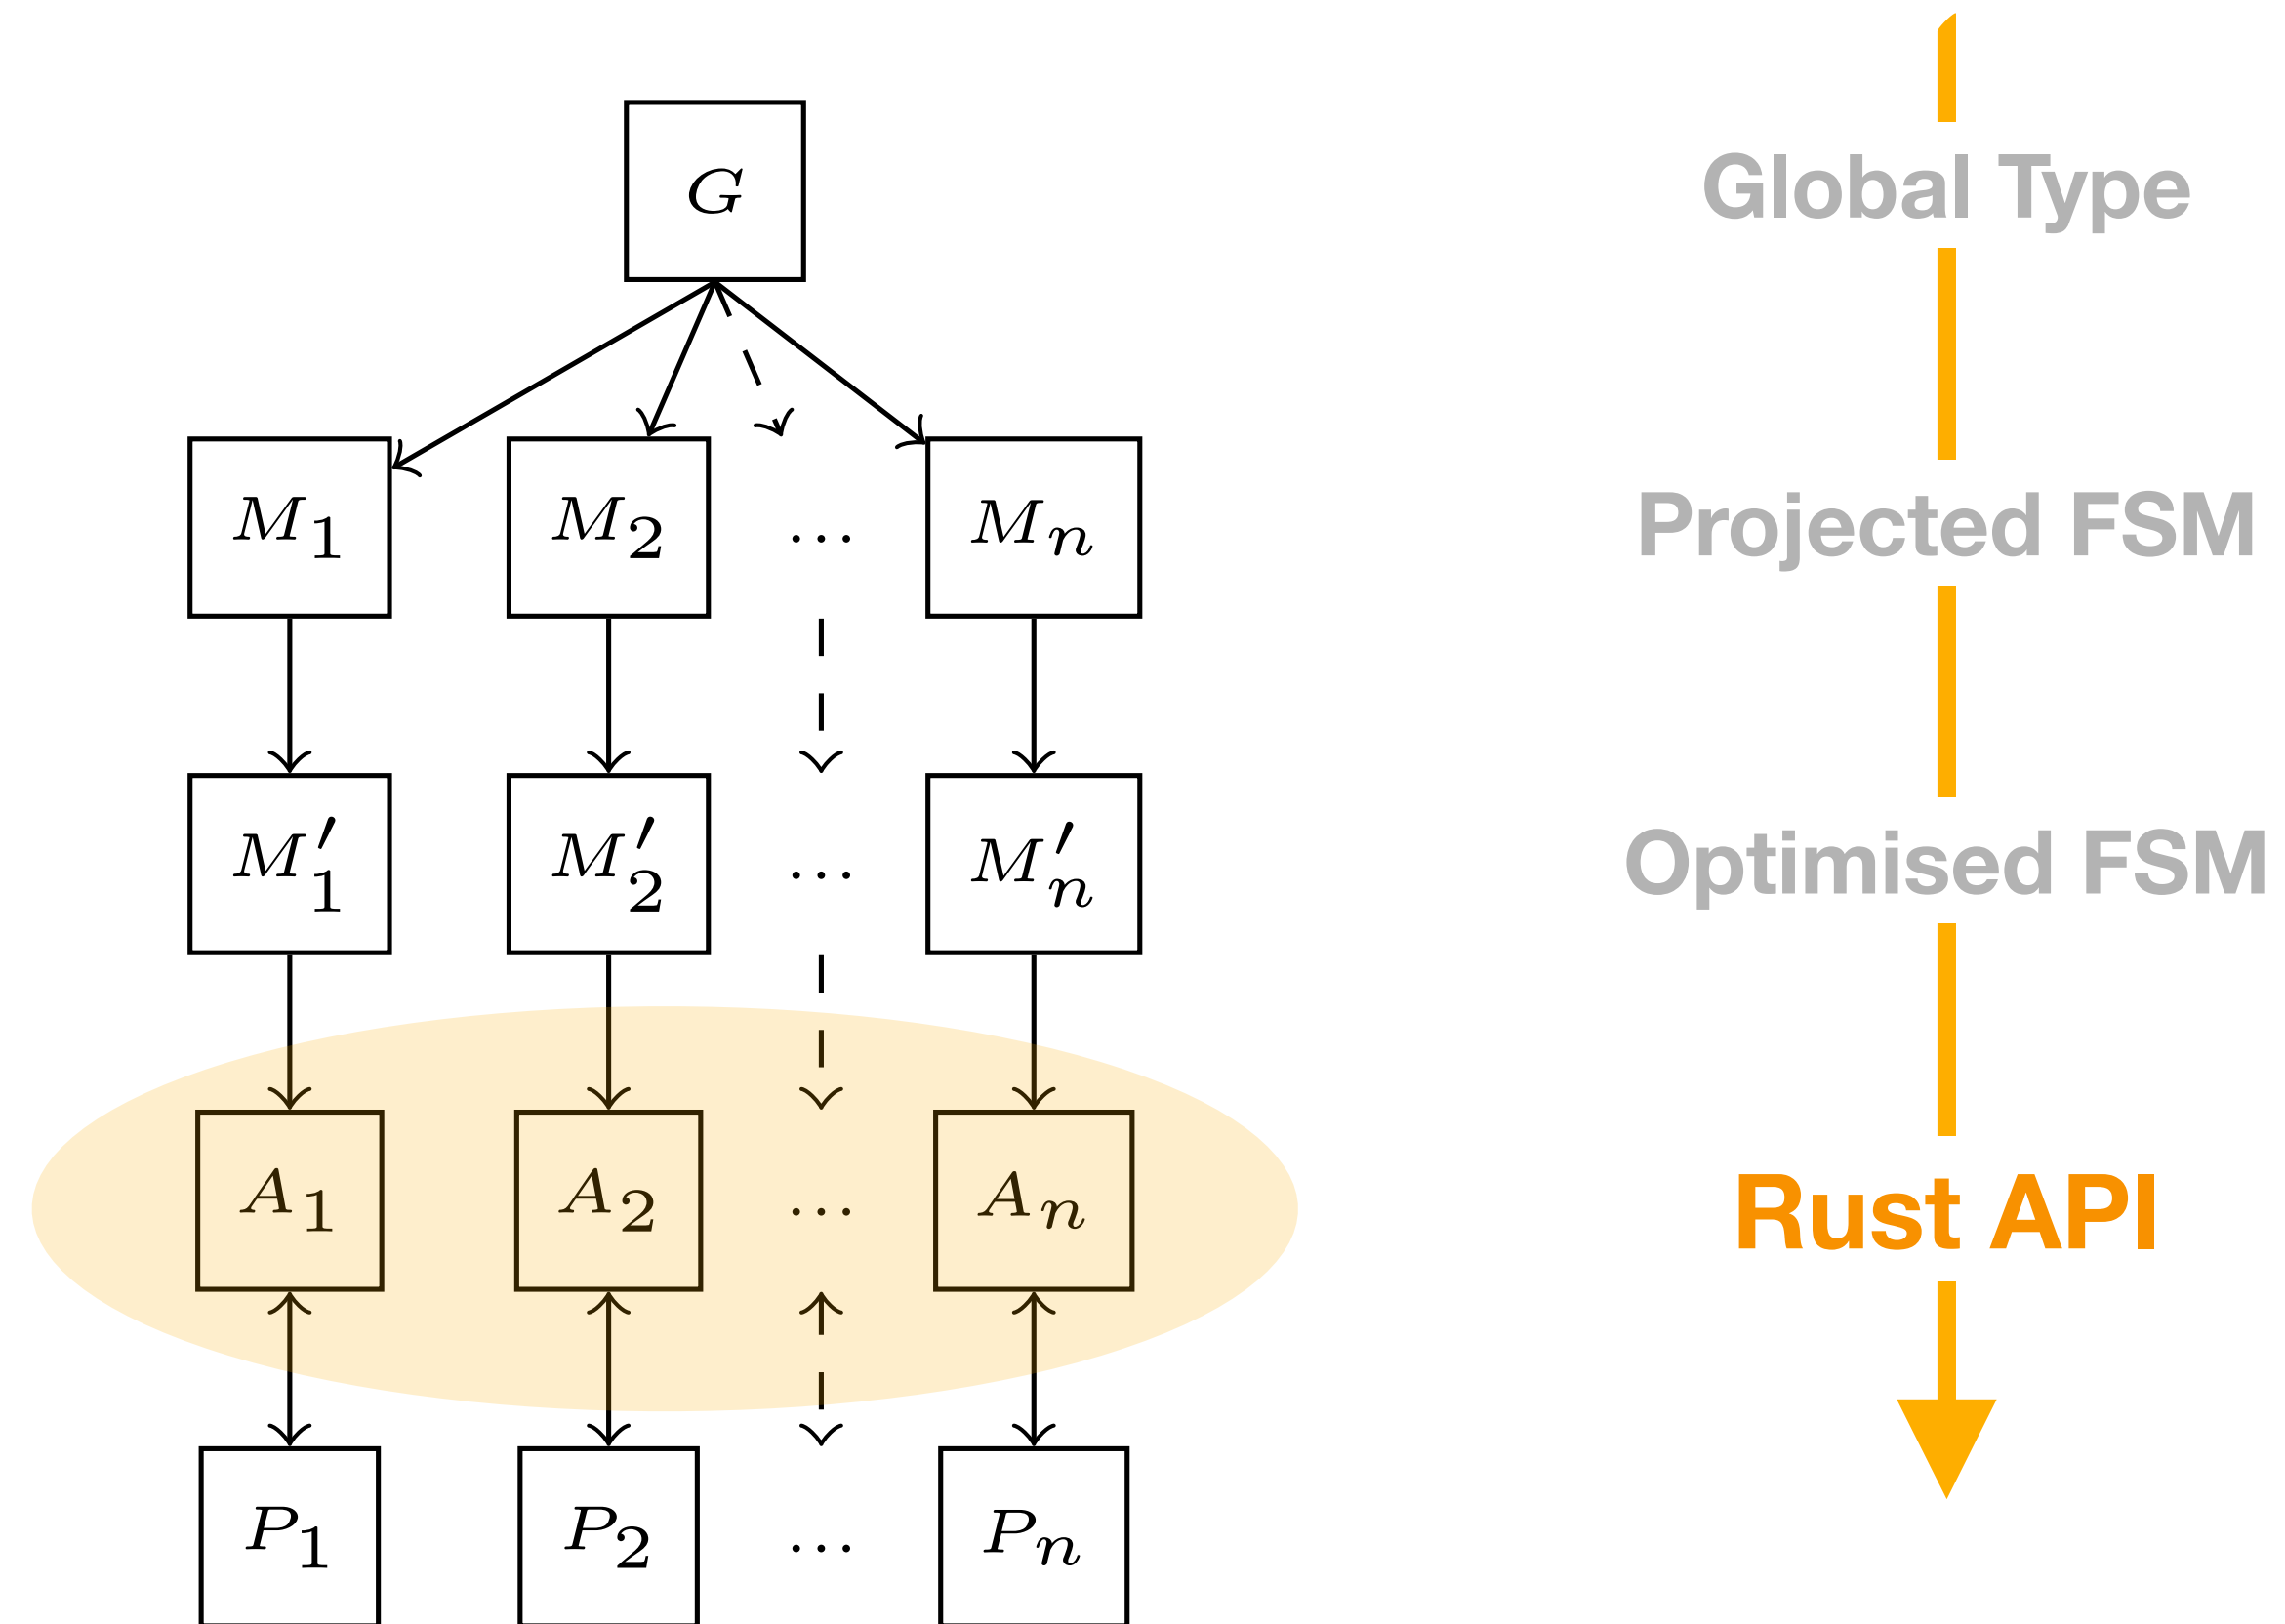 G
Global Type
M₁ M₂ ... Mₙ
Projected FSM
M′₁ M′₂ ... M′ₙ
Optimised FSM
A₁ A₂ ... Aₙ
Rust API
P₁ P₂ ... Pₙ